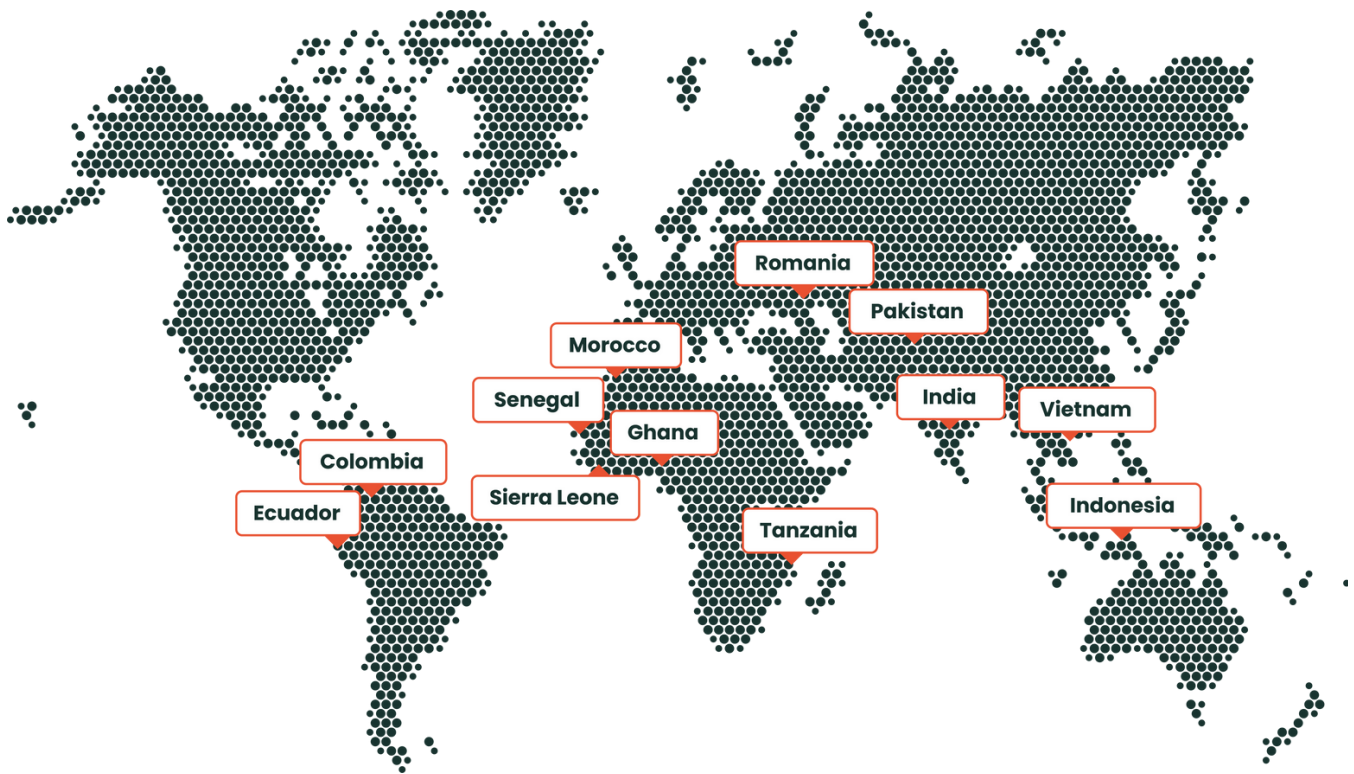 Romania
Pakistan
Morocco
Senegal
India
Vietnam
Ghana
Colombia
Sierra Leone
Indonesia
Ecuador
Tanzania